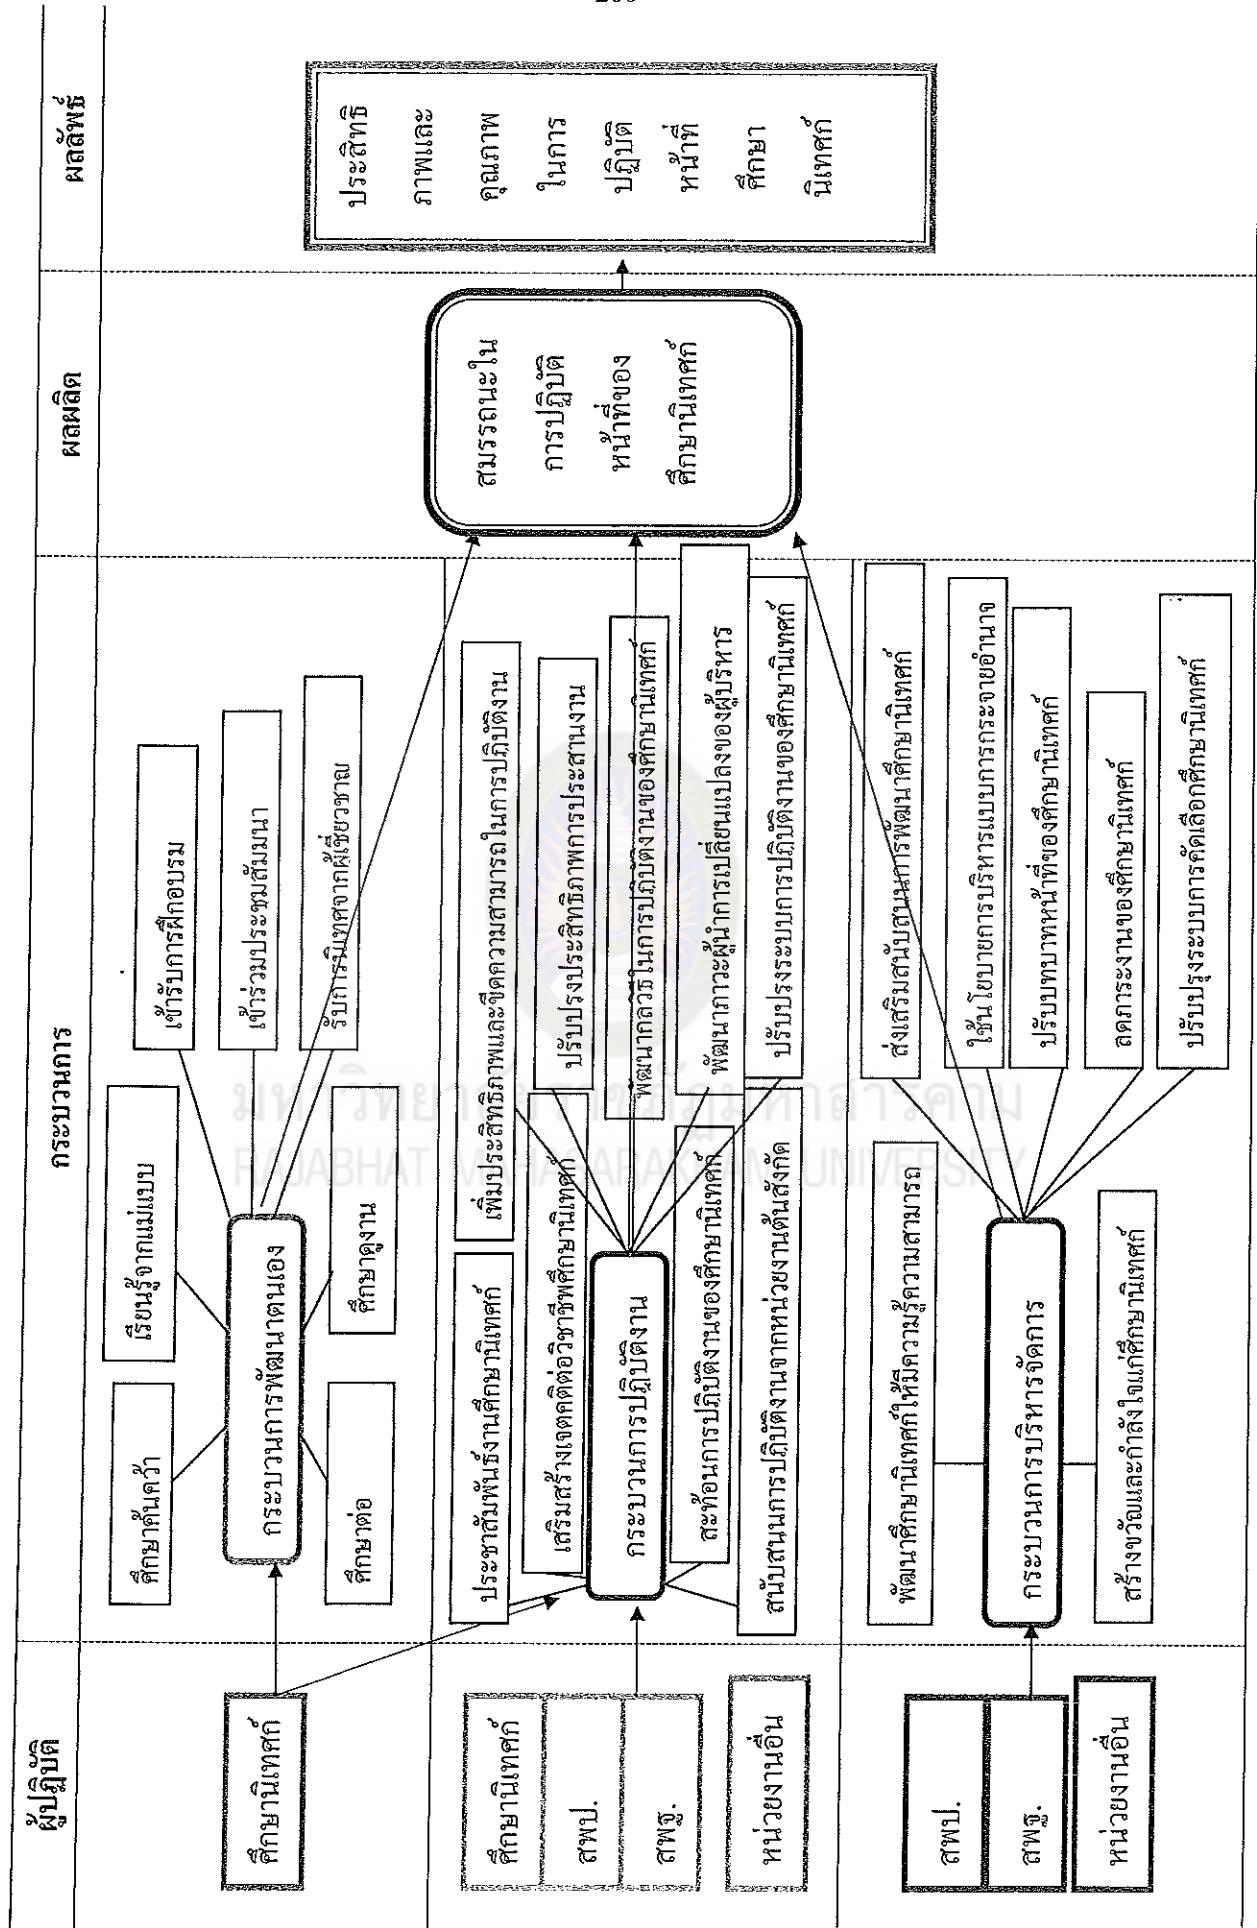 ผู้ปฏิบัติ
กระบวนการ
ผลผลิต
ผลลัพธ์
ศึกษานิเทศก์
ศึกษาค้นคว้า
เรียนรู้จากแม่แบบ
เข้ารับการฝึกอบรม
เข้าร่วมประชุมสัมมนา
รับการนิเทศจากผู้เชี่ยวชาญ
กระบวนการพัฒนาตนเอง
ศึกษาต่อ
ศึกษาดูงาน
ศึกษานิเทศก์
สพป.
สพฐ.
หน่วยงานอื่น
ประชาสัมพันธ์งานศึกษานิเทศก์
เพิ่มประสิทธิภาพและขีดความสามารถในการปฏิบัติงาน
เสริมสร้างเจตคติต่อวิชาชีพศึกษานิเทศก์
ปรับปรุงประสิทธิภาพการประสานงาน
กระบวนการปฏิบัติงาน
พัฒนากลวิธีในการปฏิบัติงานของศึกษานิเทศก์
สะท้อนการปฏิบัติงานของศึกษานิเทศก์
พัฒนาภาวะผู้นำการเปลี่ยนแปลงของผู้บริหาร
สนับสนุนการปฏิบัติงานจากหน่วยงานต้นสังกัด
ปรับปรุงระบบการปฏิบัติงานของศึกษานิเทศก์
สพป.
สพฐ.
หน่วยงานอื่น
พัฒนาศึกษานิเทศก์ให้มีความรู้ความสามารถ
ส่งเสริมสนับสนุนการพัฒนาศึกษานิเทศก์
กระบวนการบริหารจัดการ
ใช้นโยบายการบริหารแบบการกระจายอำนาจ
ปรับบทบาทหน้าที่ของศึกษานิเทศก์
สร้างขวัญและกำลังใจแก่ศึกษานิเทศก์
ลดภาระงานของศึกษานิเทศก์
ปรับปรุงระบบการคัดเลือกศึกษานิเทศก์
สมรรถนะใน
การปฏิบัติ
หน้าที่ของ
ศึกษานิเทศก์
ประสิทธิ
ภาพและ
คุณภาพ
ในการ
ปฏิบัติ
หน้าที่
ศึกษา
นิเทศก์
มหาวิทยาลัยราชภัฏมหาสารคาม
RAJABHAT MAHASARAKHAM UNIVERSITY